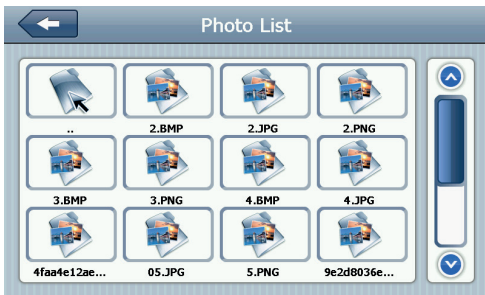 Photo List
.. 2.BMP 2.JPG 2.PNG
3.BMP 3.PNG 4.BMP 4.JPG
4faa4e12ae... 05.JPG 5.PNG 9e2d8036e...